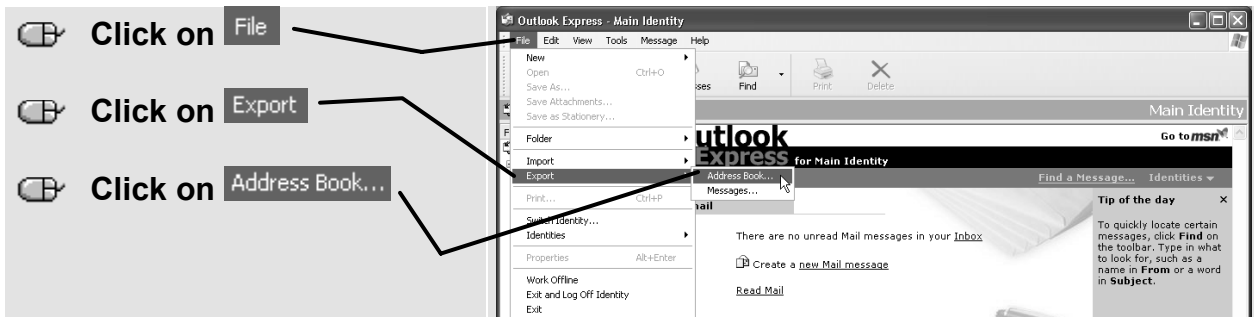 Click on File
Click on Export
Click on Address Book...
Outlook Express - Main Identity
File Edit View Tools Message Help
New
Open Ctrl+O
Save As...
Save Attachments...
Save as Stationery...
Folder
Import
Export
Print... Ctrl+P
Switch Identity...
Identities
Properties Alt+Enter
Work Offline
Exit and Log Off Identity
Exit
Address Book...
Messages...
sses Find Print Delete
Main Identity
utlook
Express for Main Identity
Go to msn
Find a Message... Identities
ail
There are no unread Mail messages in your Inbox
Create a new Mail message
Read Mail
Tip of the day x
To quickly locate certain
messages, click Find on
the toolbar. Type in what
to look for, such as a
name in From or a word
in Subject.